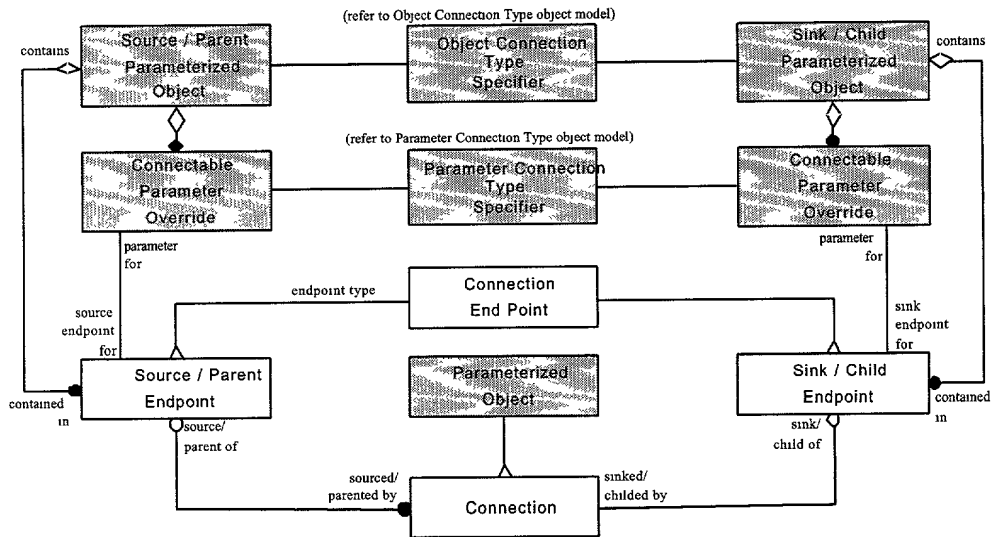 (refer to Object Connection Type object model)
contains
Source / Parent
Parameterized
Object
Object Connection
Type
Specifier
Sink / Child
Parameterized
Object
contains
(refer to Parameter Connection Type object model)
Connectable
Parameter
Override
Parameter Connection
Type
Specifier
Connectable
Parameter
Override
parameter
for
parameter
for
endpoint type
Connection
End Point
source
endpoint
for
sink
endpoint
for
Source / Parent
Endpoint
Parameterized
Object
Sink / Child
Endpoint
contained
in
contained
in
source/
parent of
sink/
child of
sourced/
parented by
Connection
sinked/
childed by